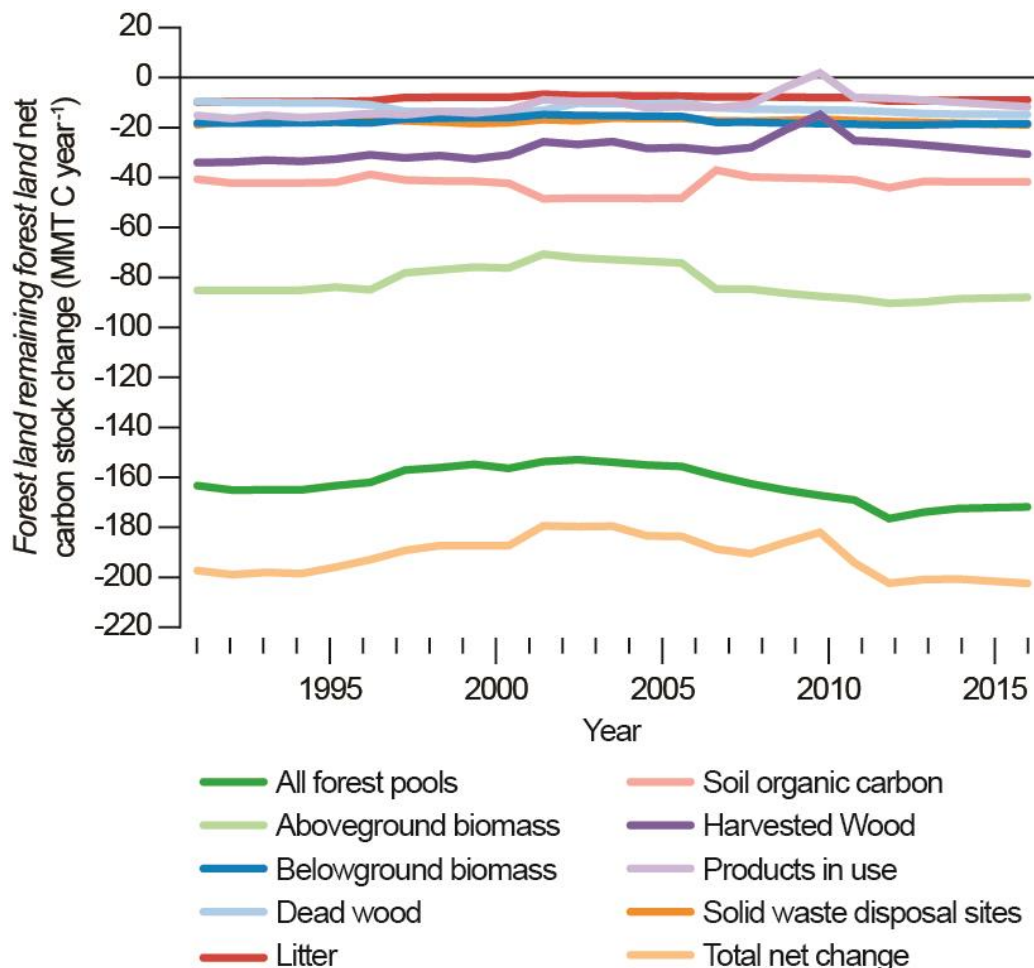 Forest land remaining forest land net
carbon stock change (MMT C year⁻¹)
20
0
-20
-40
-60
-80
-100
-120
-140
-160
-180
-200
-220
1995
2000
2005
2010
2015
Year
All forest pools
Aboveground biomass
Belowground biomass
Dead wood
Litter
Soil organic carbon
Harvested Wood
Products in use
Solid waste disposal sites
Total net change